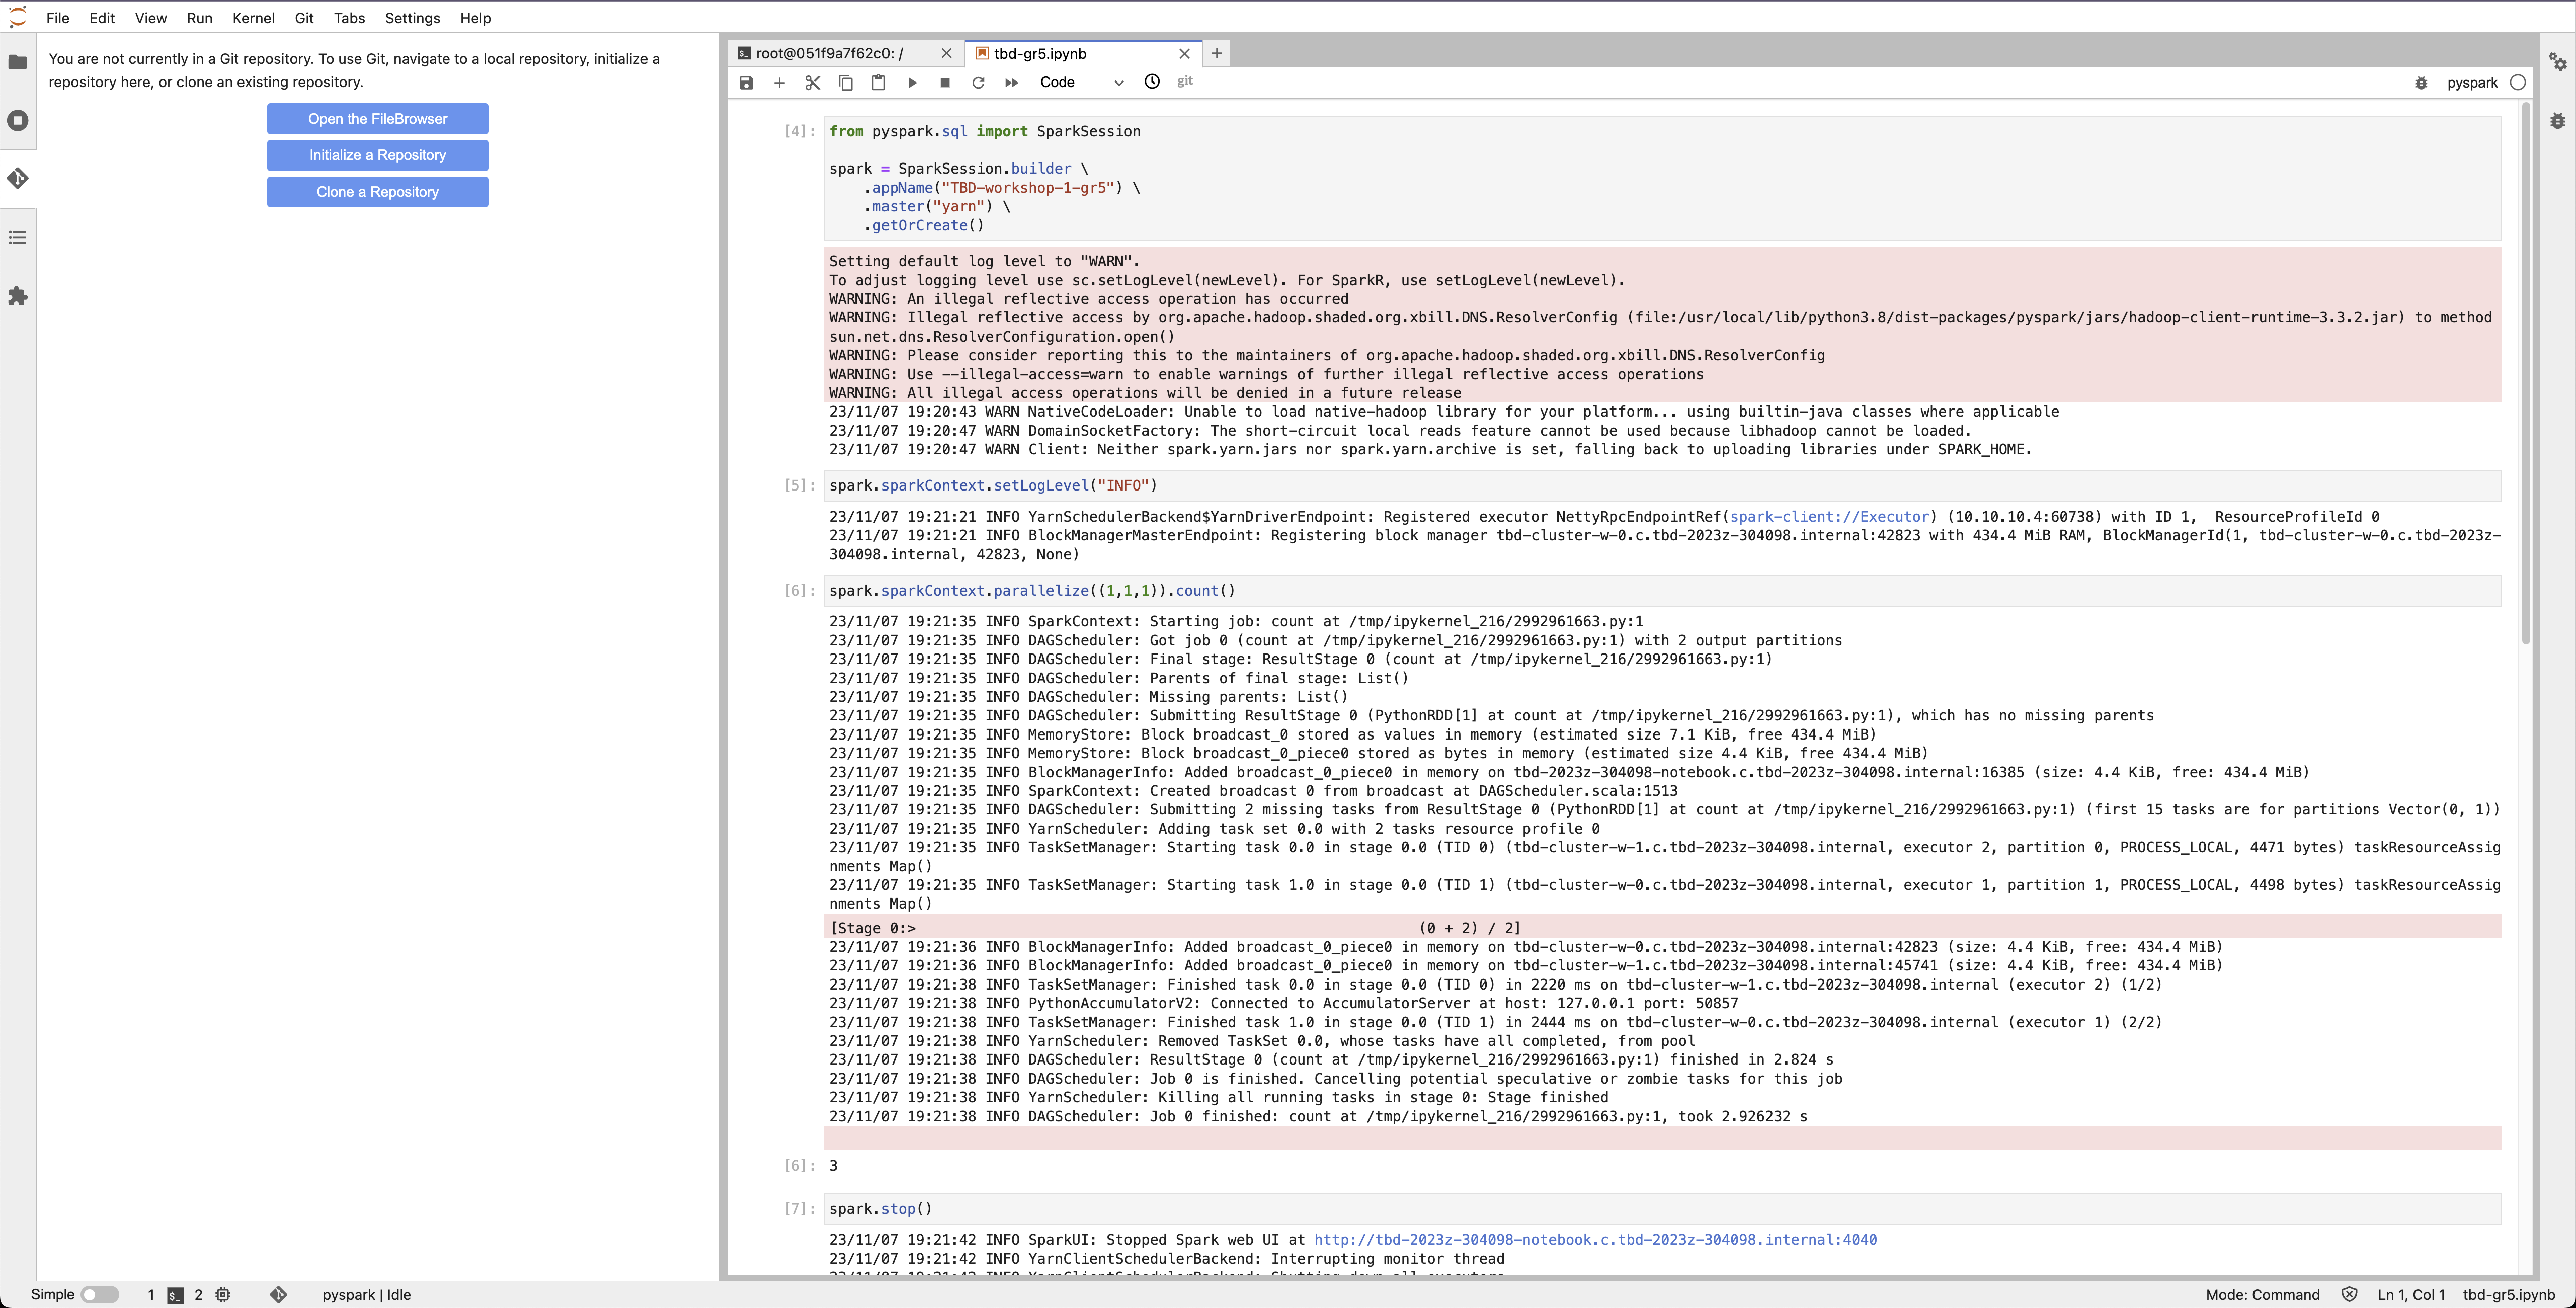 File Edit View Run Kernel Git Tabs Settings Help
You are not currently in a Git repository. To use Git, navigate to a local repository, initialize a
repository here, or clone an existing repository.
Open the FileBrowser
Initialize a Repository
Clone a Repository
root@051f9a7f62c0: /
tbd-gr5.ipynb
Code
git
pyspark
[4]: from pyspark.sql import SparkSession
spark = SparkSession.builder \
.appName("TBD-workshop-1-gr5") \
.master("yarn") \
.getOrCreate()
Setting default log level to "WARN".
To adjust logging level use sc.setLogLevel(newLevel). For SparkR, use setLogLevel(newLevel).
WARNING: An illegal reflective access operation has occurred
WARNING: Illegal reflective access by org.apache.hadoop.shaded.org.xbill.DNS.ResolverConfig (file:/usr/local/lib/python3.8/dist-packages/pyspark/jars/hadoop-client-runtime-3.3.2.jar) to method
sun.net.dns.ResolverConfiguration.open()
WARNING: Please consider reporting this to the maintainers of org.apache.hadoop.shaded.org.xbill.DNS.ResolverConfig
WARNING: Use --illegal-access=warn to enable warnings of further illegal reflective access operations
WARNING: All illegal access operations will be denied in a future release
23/11/07 19:20:43 WARN NativeCodeLoader: Unable to load native-hadoop library for your platform... using builtin-java classes where applicable
23/11/07 19:20:47 WARN DomainSocketFactory: The short-circuit local reads feature cannot be used because libhadoop cannot be loaded.
23/11/07 19:20:47 WARN Client: Neither spark.yarn.jars nor spark.yarn.archive is set, falling back to uploading libraries under SPARK_HOME.
[5]: spark.sparkContext.setLogLevel("INFO")
23/11/07 19:21:21 INFO YarnSchedulerBackend$YarnDriverEndpoint: Registered executor NettyRpcEndpointRef(spark-client://Executor) (10.10.10.4:60738) with ID 1,  ResourceProfileId 0
23/11/07 19:21:21 INFO BlockManagerMasterEndpoint: Registering block manager tbd-cluster-w-0.c.tbd-2023z-304098.internal:42823 with 434.4 MiB RAM, BlockManagerId(1, tbd-cluster-w-0.c.tbd-2023z-
304098.internal, 42823, None)
[6]: spark.sparkContext.parallelize((1,1,1)).count()
23/11/07 19:21:35 INFO SparkContext: Starting job: count at /tmp/ipykernel_216/2992961663.py:1
23/11/07 19:21:35 INFO DAGScheduler: Got job 0 (count at /tmp/ipykernel_216/2992961663.py:1) with 2 output partitions
23/11/07 19:21:35 INFO DAGScheduler: Final stage: ResultStage 0 (count at /tmp/ipykernel_216/2992961663.py:1)
23/11/07 19:21:35 INFO DAGScheduler: Parents of final stage: List()
23/11/07 19:21:35 INFO DAGScheduler: Missing parents: List()
23/11/07 19:21:35 INFO DAGScheduler: Submitting ResultStage 0 (PythonRDD[1] at count at /tmp/ipykernel_216/2992961663.py:1), which has no missing parents
23/11/07 19:21:35 INFO MemoryStore: Block broadcast_0 stored as values in memory (estimated size 7.1 KiB, free 434.4 MiB)
23/11/07 19:21:35 INFO MemoryStore: Block broadcast_0_piece0 stored as bytes in memory (estimated size 4.4 KiB, free 434.4 MiB)
23/11/07 19:21:35 INFO BlockManagerInfo: Added broadcast_0_piece0 in memory on tbd-2023z-304098-notebook.c.tbd-2023z-304098.internal:16385 (size: 4.4 KiB, free: 434.4 MiB)
23/11/07 19:21:35 INFO SparkContext: Created broadcast 0 from broadcast at DAGScheduler.scala:1513
23/11/07 19:21:35 INFO DAGScheduler: Submitting 2 missing tasks from ResultStage 0 (PythonRDD[1] at count at /tmp/ipykernel_216/2992961663.py:1) (first 15 tasks are for partitions Vector(0, 1))
23/11/07 19:21:35 INFO YarnScheduler: Adding task set 0.0 with 2 tasks resource profile 0
23/11/07 19:21:35 INFO TaskSetManager: Starting task 0.0 in stage 0.0 (TID 0) (tbd-cluster-w-1.c.tbd-2023z-304098.internal, executor 2, partition 0, PROCESS_LOCAL, 4471 bytes) taskResourceAssig
nments Map()
23/11/07 19:21:35 INFO TaskSetManager: Starting task 1.0 in stage 0.0 (TID 1) (tbd-cluster-w-0.c.tbd-2023z-304098.internal, executor 1, partition 1, PROCESS_LOCAL, 4498 bytes) taskResourceAssig
nments Map()
[Stage 0:> (0 + 2) / 2]
23/11/07 19:21:36 INFO BlockManagerInfo: Added broadcast_0_piece0 in memory on tbd-cluster-w-0.c.tbd-2023z-304098.internal:42823 (size: 4.4 KiB, free: 434.4 MiB)
23/11/07 19:21:36 INFO BlockManagerInfo: Added broadcast_0_piece0 in memory on tbd-cluster-w-1.c.tbd-2023z-304098.internal:45741 (size: 4.4 KiB, free: 434.4 MiB)
23/11/07 19:21:38 INFO TaskSetManager: Finished task 0.0 in stage 0.0 (TID 0) in 2220 ms on tbd-cluster-w-1.c.tbd-2023z-304098.internal (executor 2) (1/2)
23/11/07 19:21:38 INFO PythonAccumulatorV2: Connected to AccumulatorServer at host: 127.0.0.1 port: 50857
23/11/07 19:21:38 INFO TaskSetManager: Finished task 1.0 in stage 0.0 (TID 1) in 2444 ms on tbd-cluster-w-0.c.tbd-2023z-304098.internal (executor 1) (2/2)
23/11/07 19:21:38 INFO YarnScheduler: Removed TaskSet 0.0, whose tasks have all completed, from pool
23/11/07 19:21:38 INFO DAGScheduler: ResultStage 0 (count at /tmp/ipykernel_216/2992961663.py:1) finished in 2.824 s
23/11/07 19:21:38 INFO DAGScheduler: Job 0 is finished. Cancelling potential speculative or zombie tasks for this job
23/11/07 19:21:38 INFO YarnScheduler: Killing all running tasks in stage 0: Stage finished
23/11/07 19:21:38 INFO DAGScheduler: Job 0 finished: count at /tmp/ipykernel_216/2992961663.py:1, took 2.926232 s
[6]: 3
[7]: spark.stop()
23/11/07 19:21:42 INFO SparkUI: Stopped Spark web UI at http://tbd-2023z-304098-notebook.c.tbd-2023z-304098.internal:4040
23/11/07 19:21:42 INFO YarnClientSchedulerBackend: Interrupting monitor thread
Simple 1 2 pyspark | Idle Mode: Command Ln 1, Col 1 tbd-gr5.ipynb